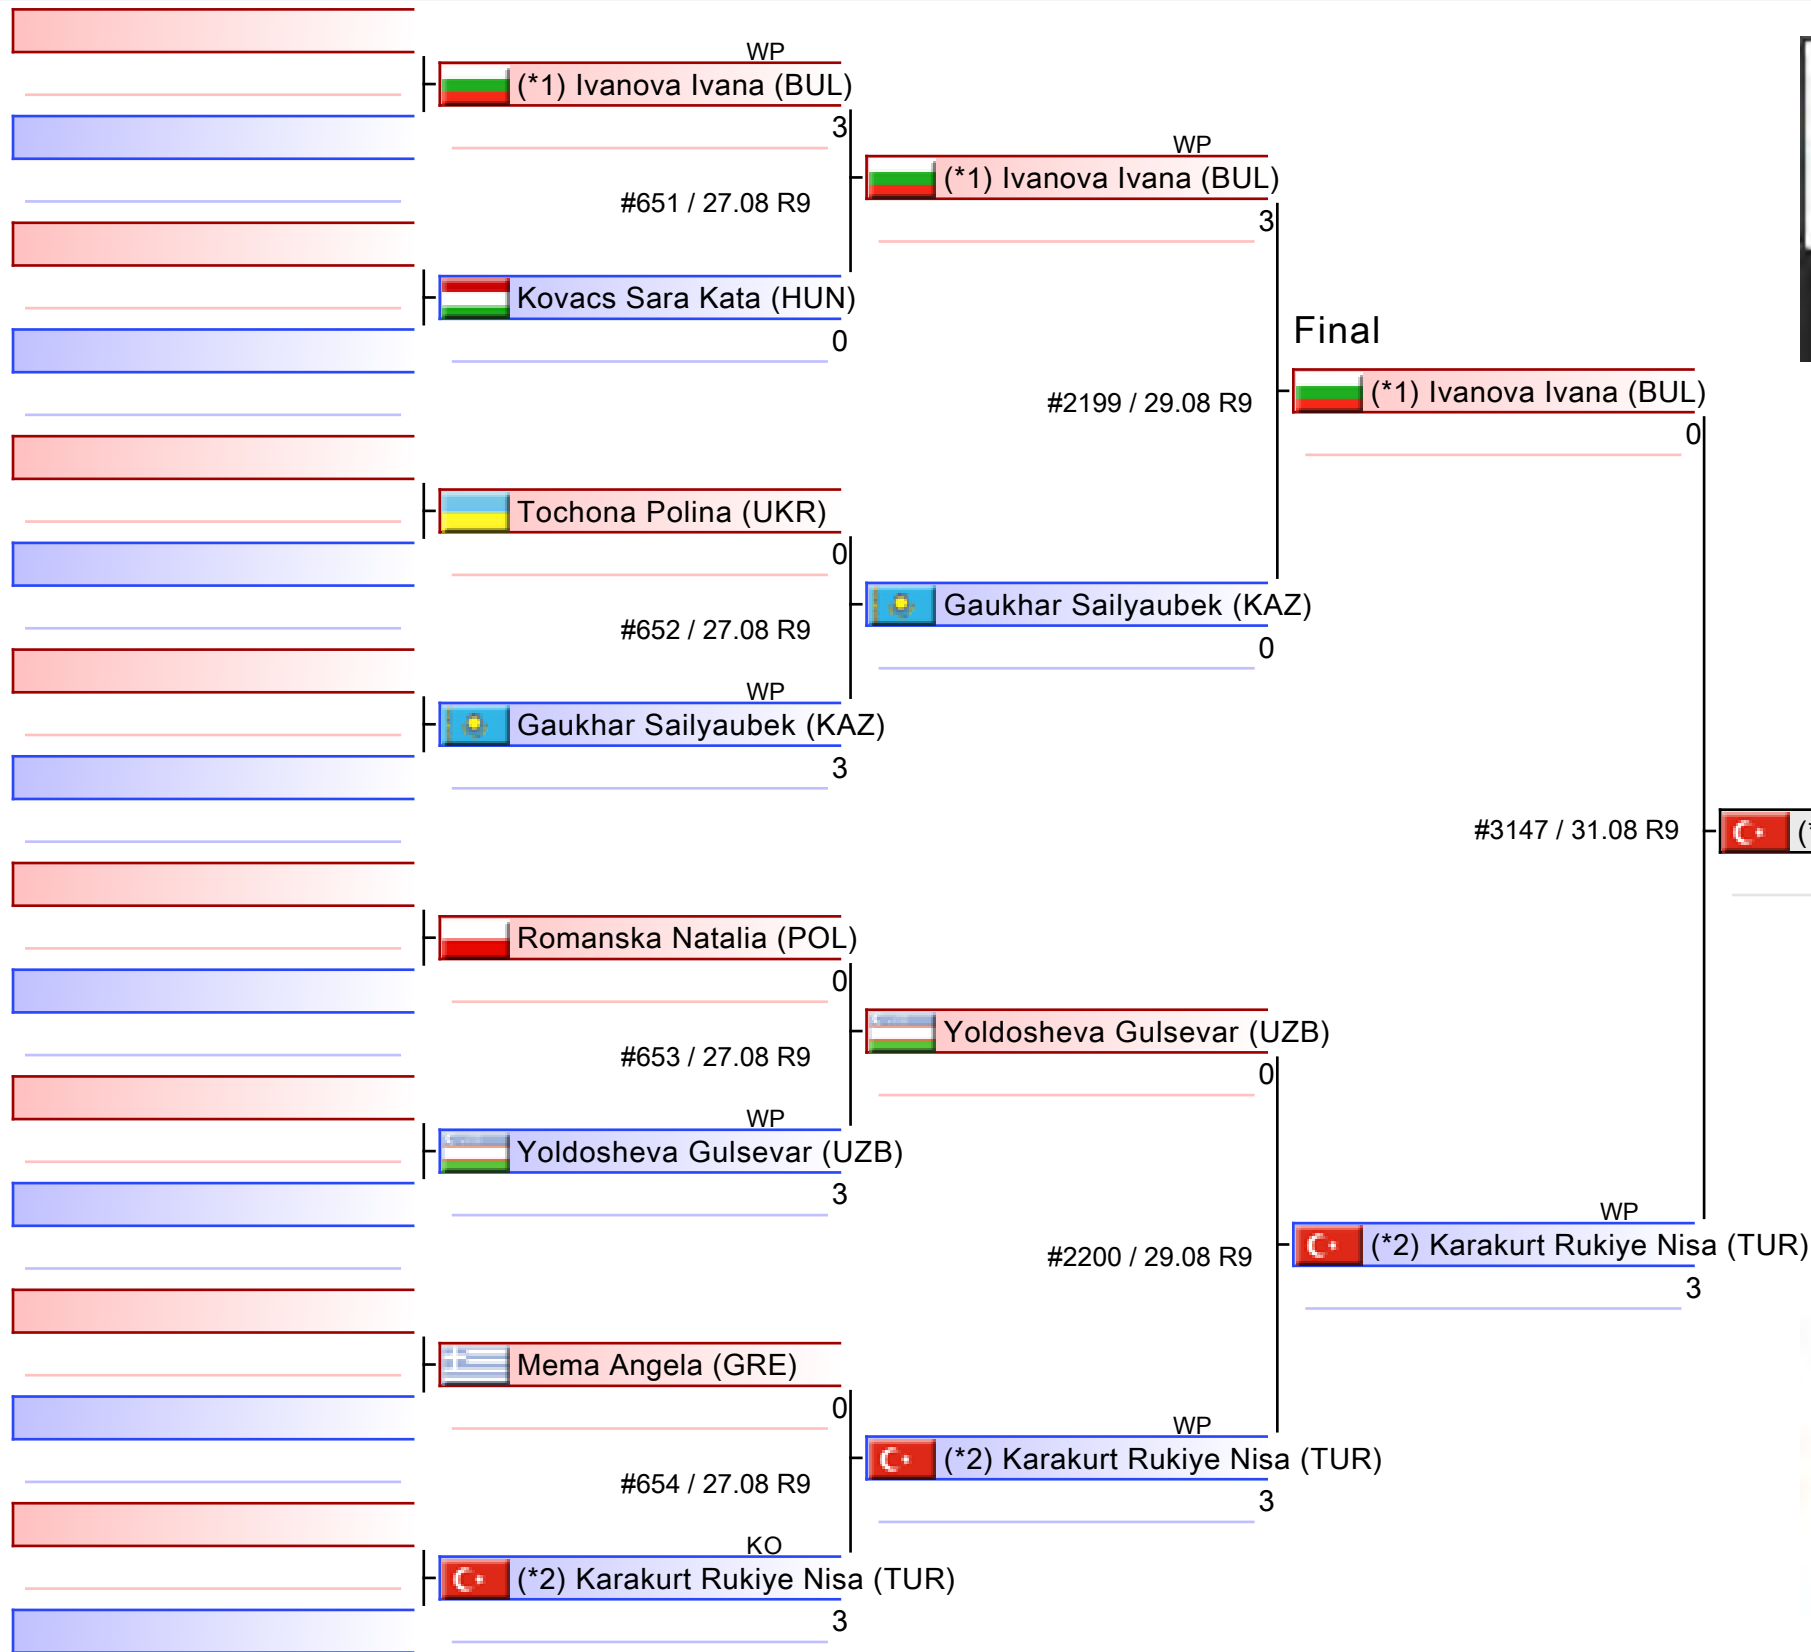 WP
(*1) Ivanova Ivana (BUL)
3
#651 / 27.08 R9
Kovacs Sara Kata (HUN)
0
Tochona Polina (UKR)
0
#652 / 27.08 R9
WP
Gaukhar Sailyaubek (KAZ)
3
Romanska Natalia (POL)
0
#653 / 27.08 R9
WP
Yoldosheva Gulsevar (UZB)
3
Mema Angela (GRE)
0
#654 / 27.08 R9
KO
(*2) Karakurt Rukiye Nisa (TUR)
3
WP
(*1) Ivanova Ivana (BUL)
3
#2199 / 29.08 R9
Gaukhar Sailyaubek (KAZ)
0
Yoldosheva Gulsevar (UZB)
0
#2200 / 29.08 R9
WP
(*2) Karakurt Rukiye Nisa (TUR)
3
Final
(*1) Ivanova Ivana (BUL)
0
#3147 / 31.08 R9
WP
(*2) Karakurt Rukiye Nisa (TUR)
3